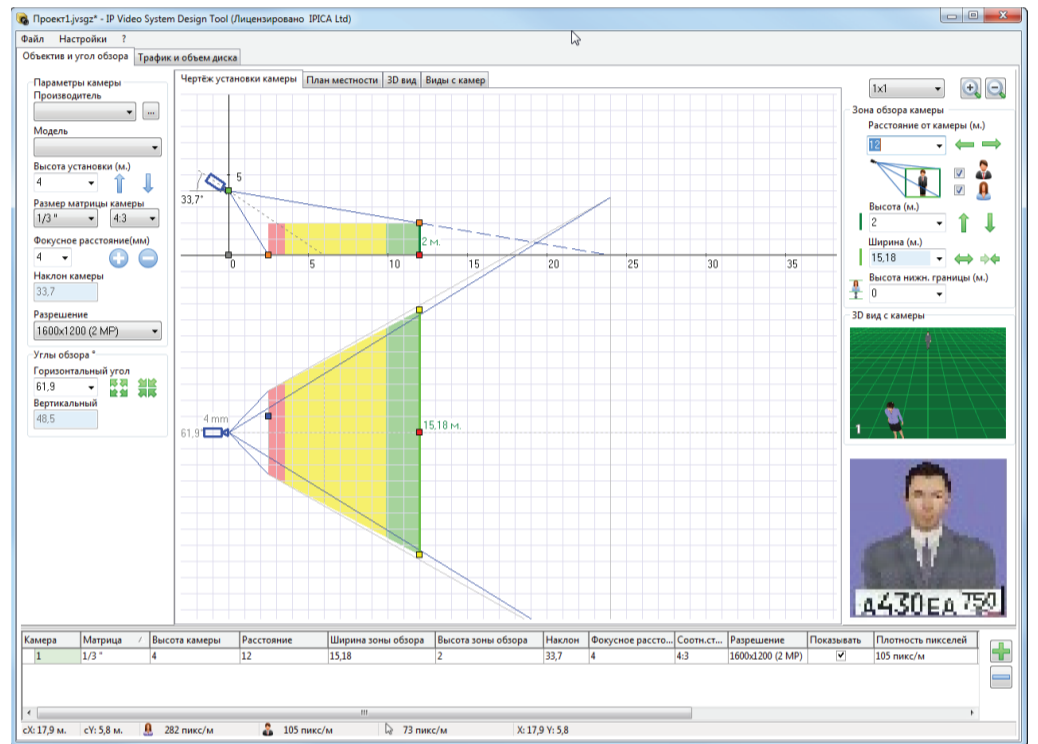 Проект1.jvsgz* - IP Video System Design Tool (Лицензировано IPICA Ltd)
Файл Настройки ?
Объектив и угол обзора Трафик и объем диска
Параметры камеры
Производитель
...
Модель
Высота установки (м.)
4
Размер матрицы камеры
1/3 " 4:3
Фокусное расстояние(мм)
4
Наклон камеры
33,7
Разрешение
1600x1200 (2 MP)
Углы обзора *
Горизонтальный угол
61,9
Вертикальный
48,5
Чертёж установки камеры План местности 3D вид Виды с камер
5
33,7°
2 м.
0 5 10 15 20 25 30 35
4 mm
61,9°
15,18 м.
1x1
Зона обзора камеры
Расстояние от камеры (м.)
12
Высота (м.)
2
Ширина (м.)
15,18
Высота нижн. границы (м.)
0
3D вид с камеры
1
д430ЕД 750
Камера Матрица / Высота камеры Расстояние Ширина зоны обзора Высота зоны обзора Наклон Фокусное рассто... Соотн.ст... Разрешение Показывать Плотность пикселей
1 1/3 " 4 12 15,18 2 33,7 4 4:3 1600x1200 (2 MP) 105 пикс/м
cX: 17,9 м. cY: 5,8 м. 282 пикс/м 105 пикс/м 73 пикс/м X: 17,9 Y: 5,8